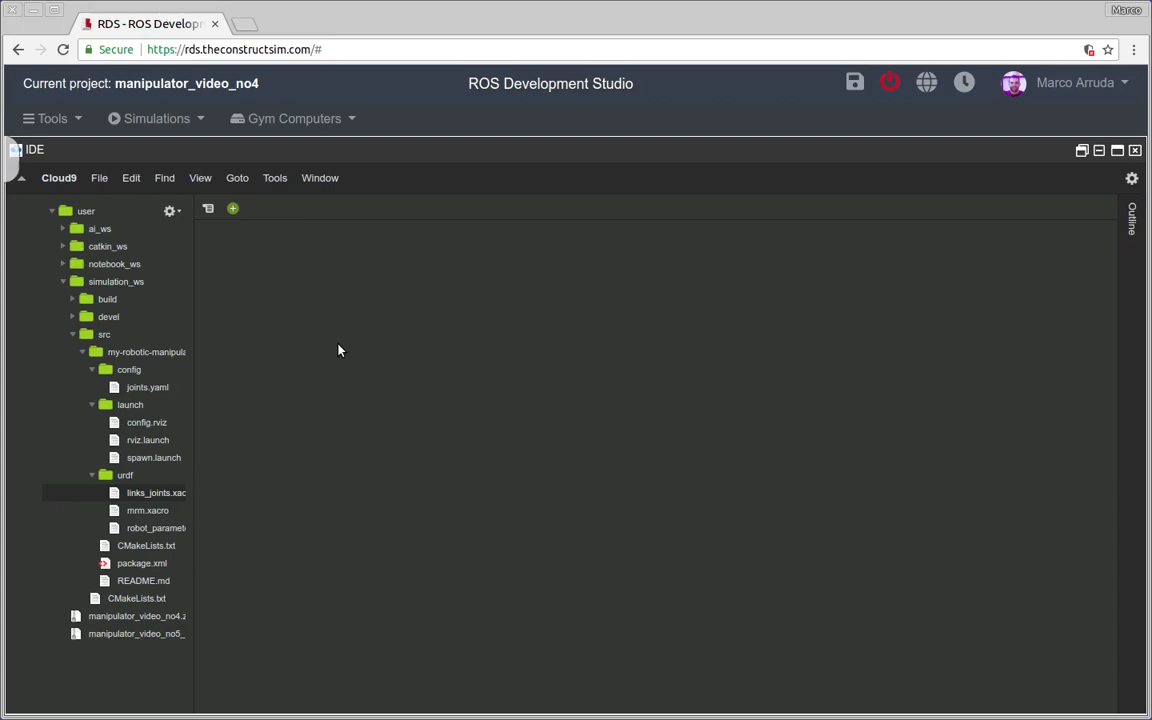 Marco
RDS - ROS Develop
Secure https://rds.theconstructsim.com/#
Current project: manipulator_video_no4
ROS Development Studio
Marco Arruda
Tools Simulations Gym Computers
IDE
Cloud9 File Edit Find View Goto Tools Window
user
ai_ws
catkin_ws
notebook_ws
simulation_ws
build
devel
src
my-robotic-manipula
config
joints.yaml
launch
config.rviz
rviz.launch
spawn.launch
urdf
links_joints.xac
mrm.xacro
robot_paramet
CMakeLists.txt
package.xml
README.md
CMakeLists.txt
manipulator_video_no4.z
manipulator_video_no5_
Outline